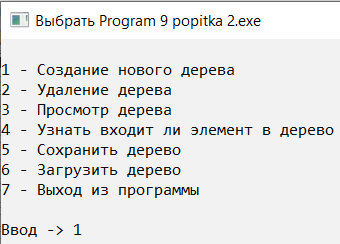 Выбрать Program 9 popitka 2.exe
1 - Создание нового дерева
2 - Удаление дерева
3 - Просмотр дерева
4 - Узнать входит ли элемент в дерево
5 - Сохранить дерево
6 - Загрузить дерево
7 - Выход из программы
Ввод -> 1